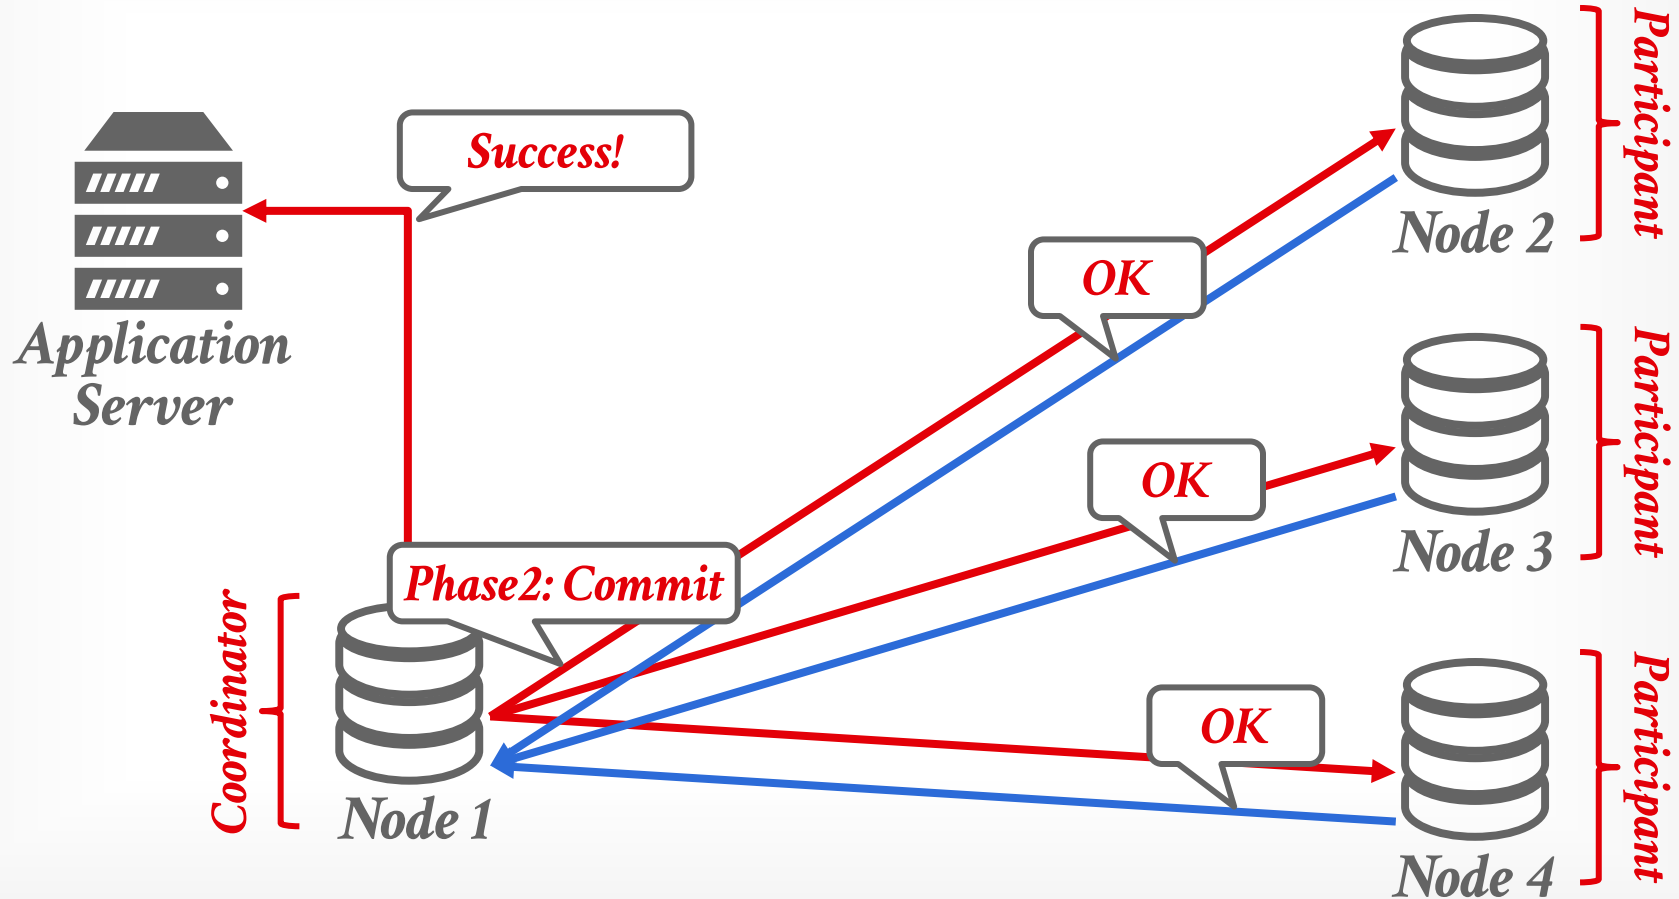 Success!
Application
Server
OK
Node 2
Participant
OK
Node 3
Participant
Phase2: Commit
Coordinator
Node 1
OK
Node 4
Participant